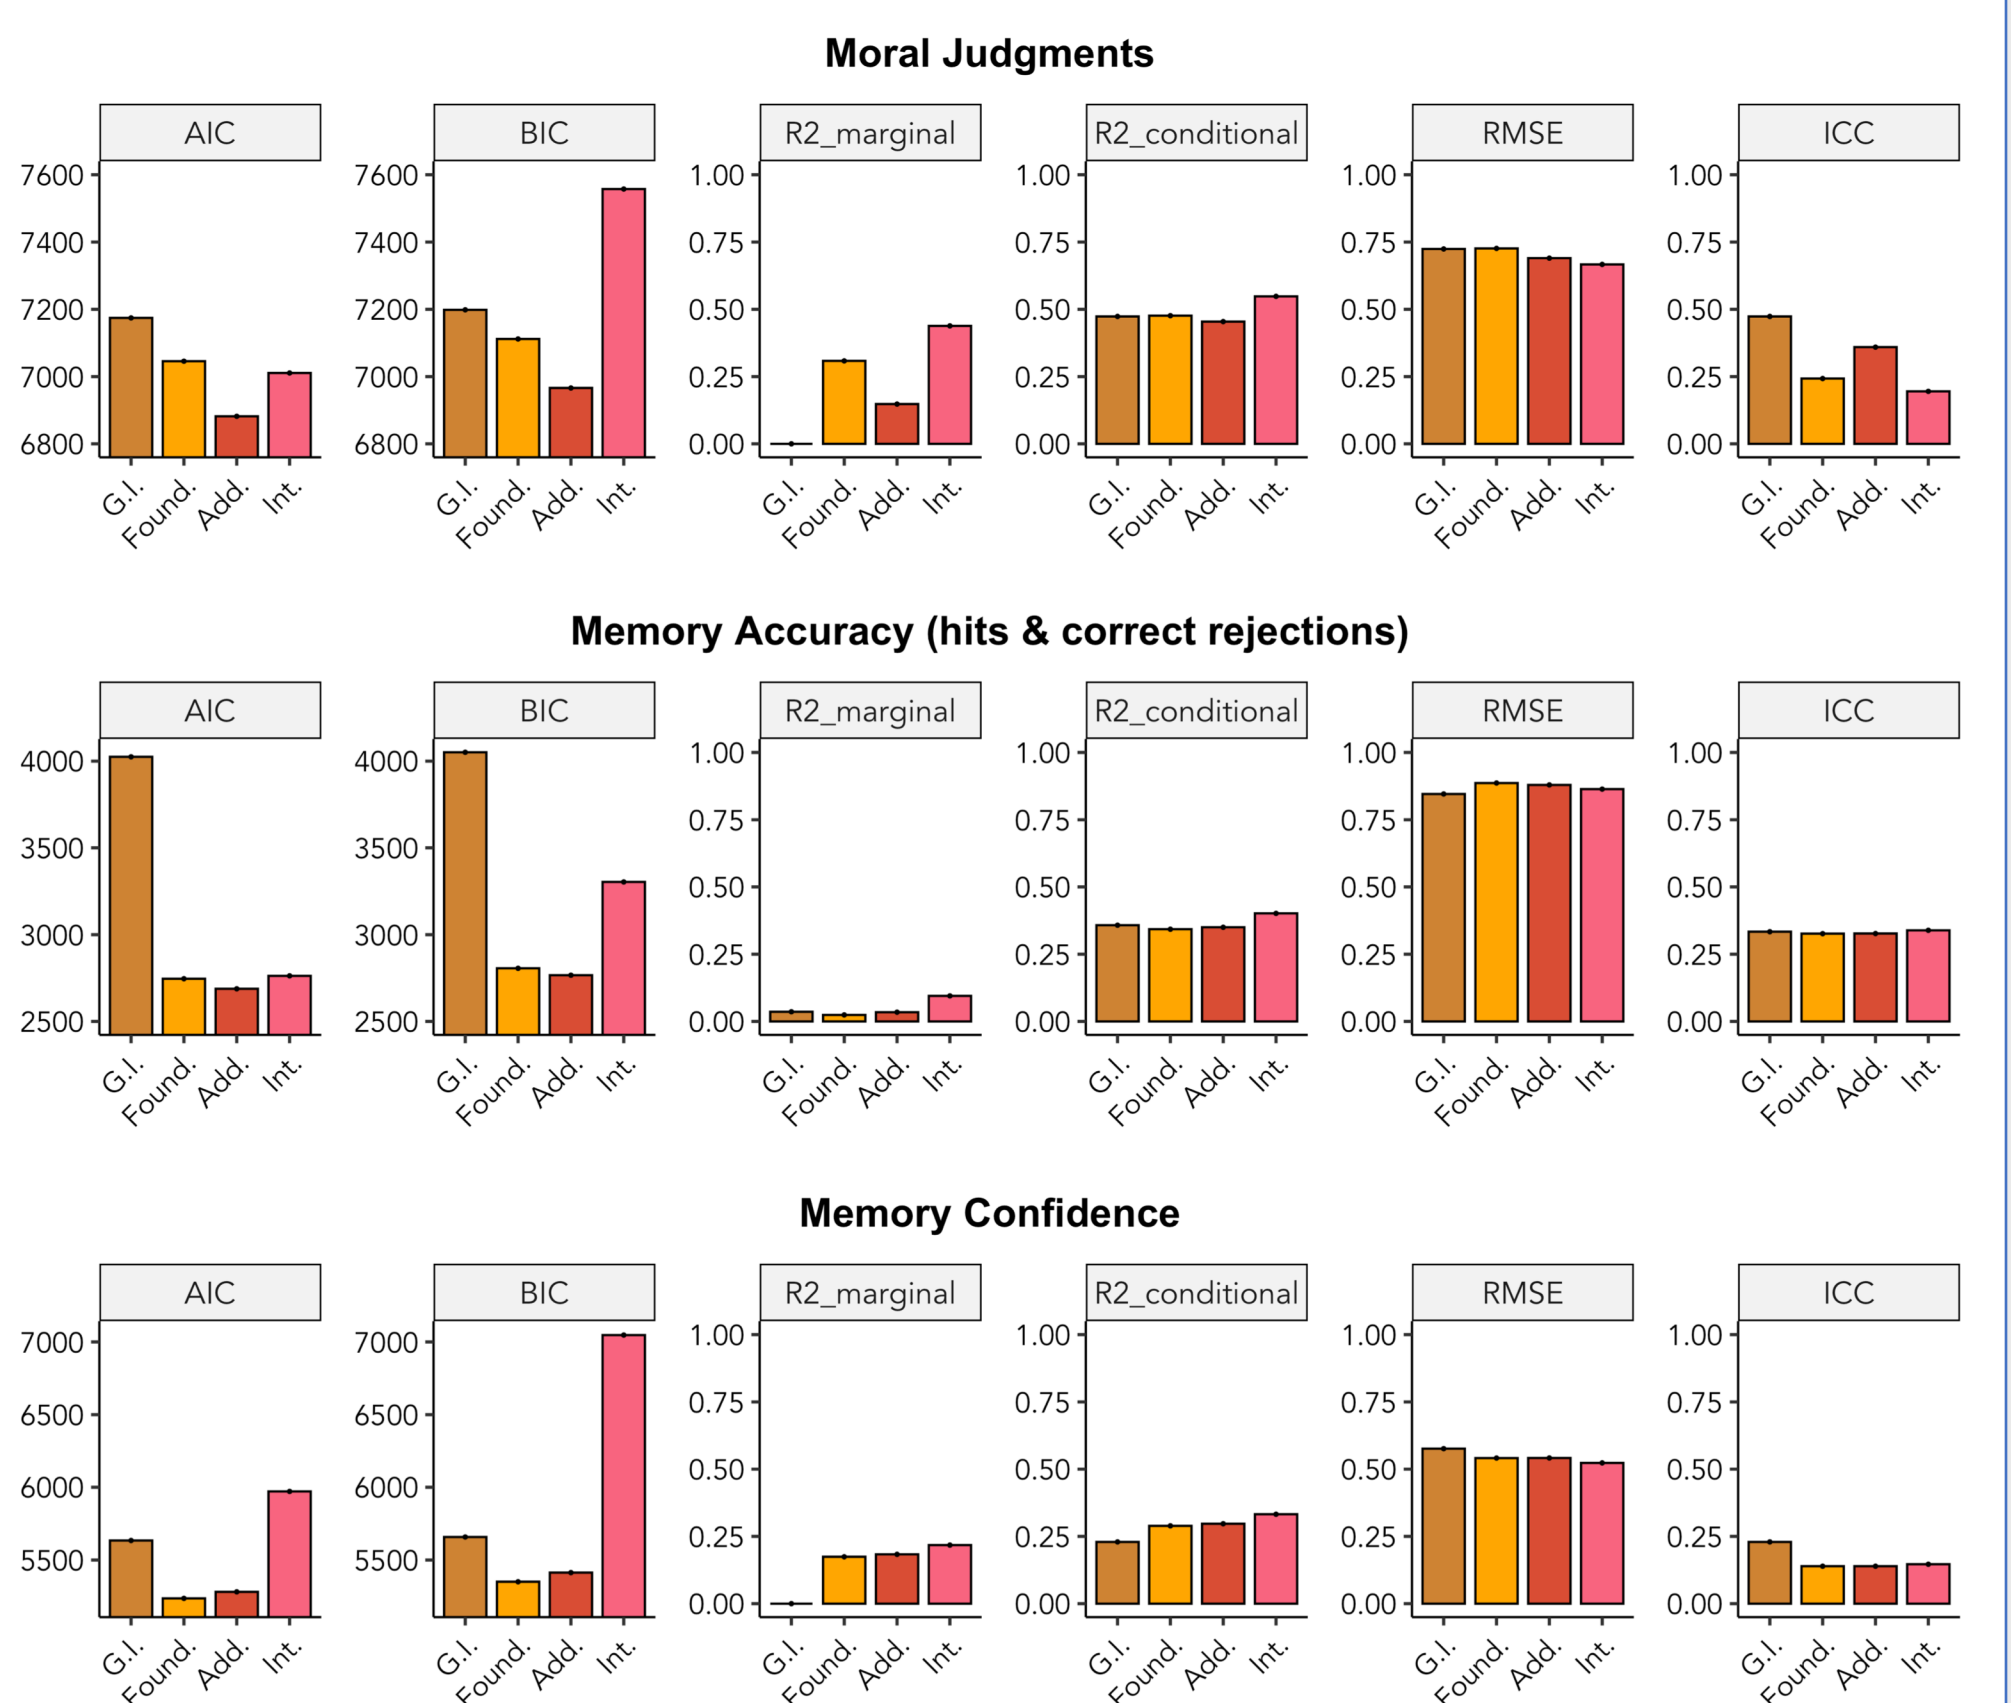 Moral Judgments
AIC BIC R2_marginal R2_conditional RMSE ICC
7600 7600 1.00 1.00 1.00 1.00
7400 7400 0.75 0.75 0.75 0.75
7200 7200 0.50 0.50 0.50 0.50
7000 7000 0.25 0.25 0.25 0.25
6800 6800 0.00 0.00 0.00 0.00
G.I. Found. Add. Int. G.I. Found. Add. Int. G.I. Found. Add. Int. G.I. Found. Add. Int. G.I. Found. Add. Int. G.I. Found. Add. Int.
Memory Accuracy (hits & correct rejections)
AIC BIC R2_marginal R2_conditional RMSE ICC
4000 4000 1.00 1.00 1.00 1.00
3500 3500 0.75 0.75 0.75 0.75
3000 3000 0.50 0.50 0.50 0.50
2500 2500 0.25 0.25 0.25 0.25
0.00 0.00 0.00 0.00
G.I. Found. Add. Int. G.I. Found. Add. Int. G.I. Found. Add. Int. G.I. Found. Add. Int. G.I. Found. Add. Int. G.I. Found. Add. Int.
Memory Confidence
AIC BIC R2_marginal R2_conditional RMSE ICC
7000 7000 1.00 1.00 1.00 1.00
6500 6500 0.75 0.75 0.75 0.75
6000 6000 0.50 0.50 0.50 0.50
5500 5500 0.25 0.25 0.25 0.25
0.00 0.00 0.00 0.00
G.I. Found. Add. Int. G.I. Found. Add. Int. G.I. Found. Add. Int. G.I. Found. Add. Int. G.I. Found. Add. Int. G.I. Found. Add. Int.